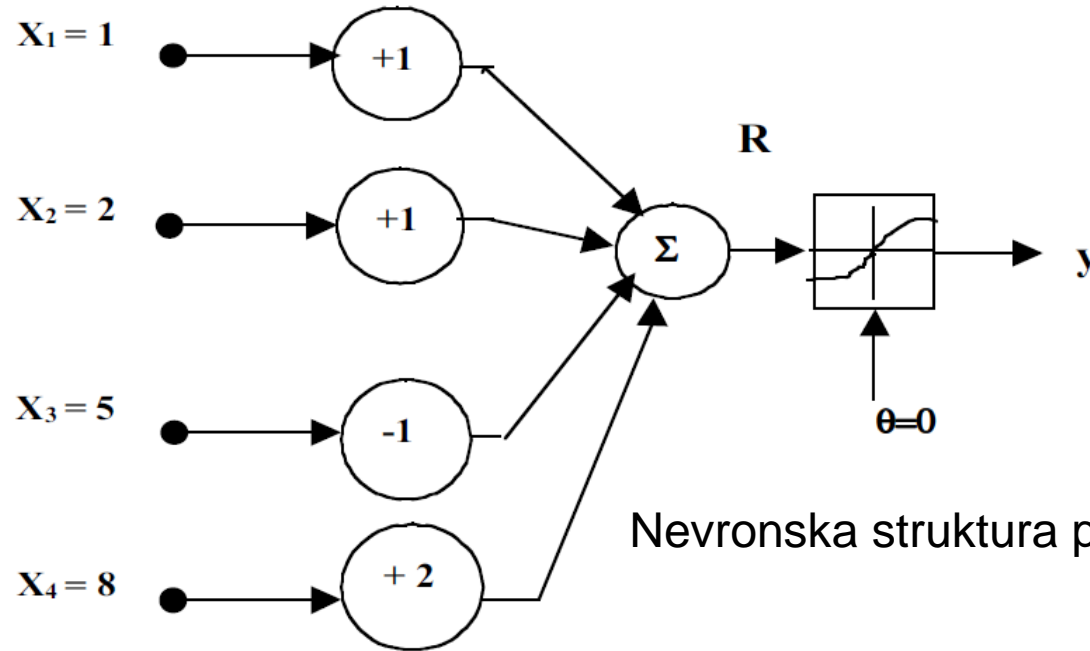 X₁ = 1
+1
R
X₂ = 2
+1
Σ
y
X₃ = 5
-1
θ=0
Nevronska struktura
X₄ = 8
+ 2